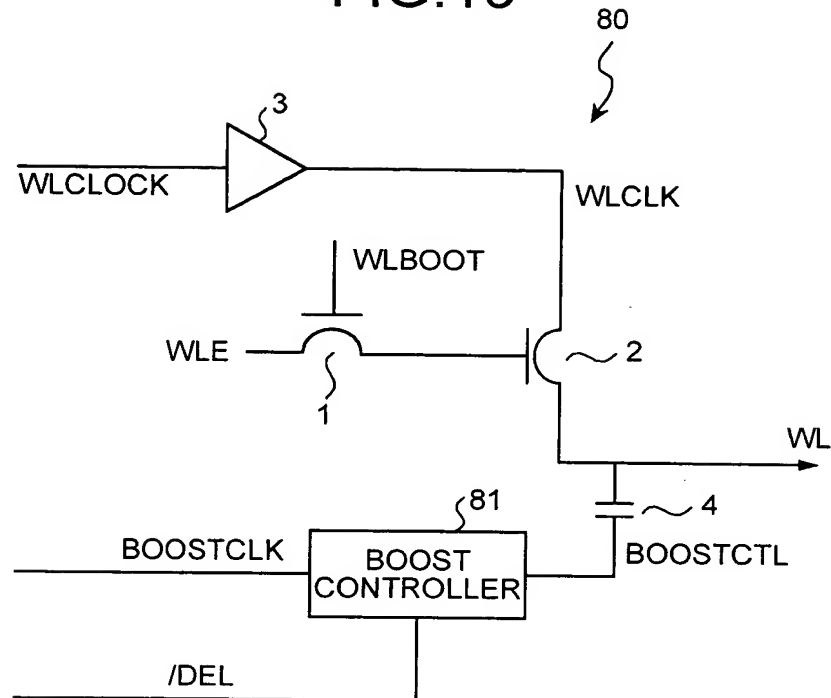 80
3
WLCLOCK
WLCLK
WLBOOT
WLE
2
1
WL
81
4
BOOSTCLK
BOOST
CONTROLLER
BOOSTCTL
/DEL